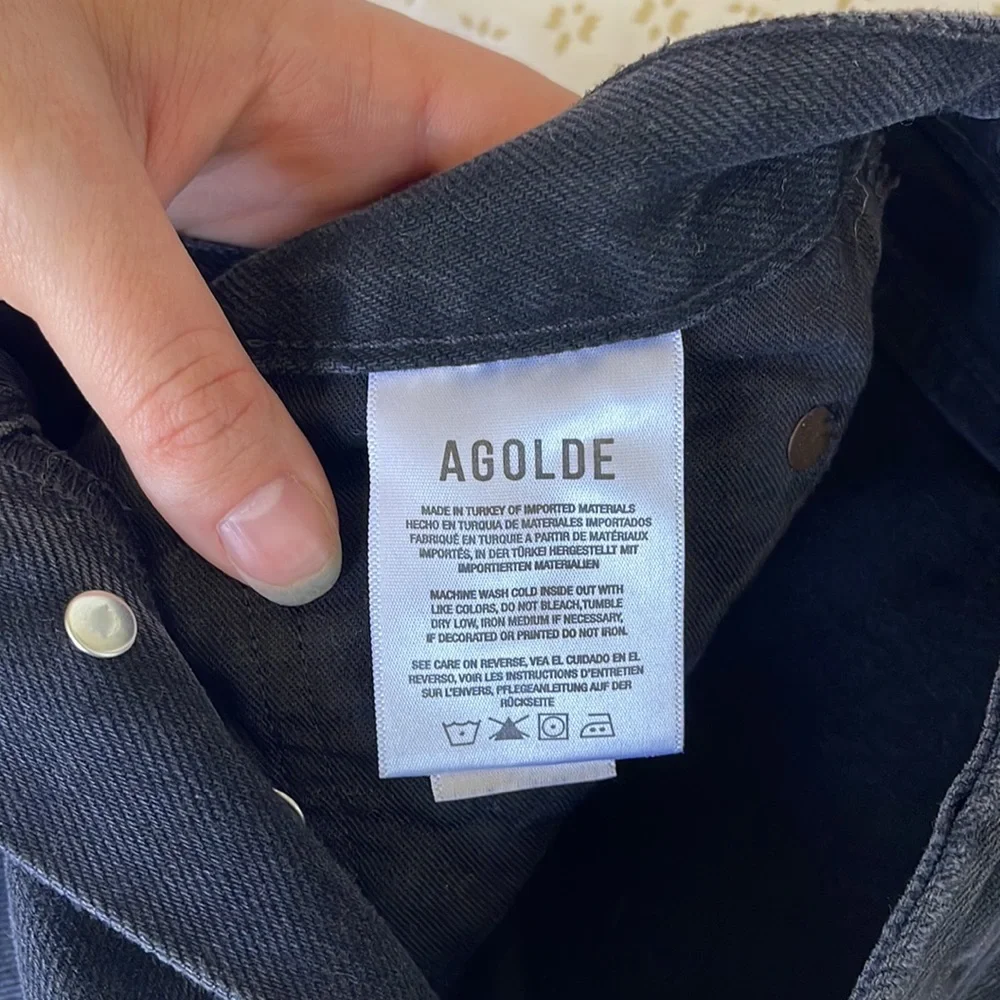 AGOLDE
MADE IN TURKEY OF IMPORTED MATERIALS
HECHO EN TURQUIA DE MATERIALES IMPORTADOS
FABRIQUÉ EN TURQUIE A PARTIR DE MATÉRIAUX
IMPORTÉS, IN DER TÜRKEI HERGESTELLT MIT
IMPORTIERTEN MATERIALIEN
MACHINE WASH COLD INSIDE OUT WITH
LIKE COLORS, DO NOT BLEACH,TUMBLE
DRY LOW, IRON MEDIUM IF NECESSARY,
IF DECORATED OR PRINTED DO NOT IRON.
SEE CARE ON REVERSE, VEA EL CUIDADO EN EL
REVERSO, VOIR LES INSTRUCTIONS D'ENTRETIEN
SUR L'ENVERS, PFLEGEANLEITUNG AUF DER
RÜCKSEITE